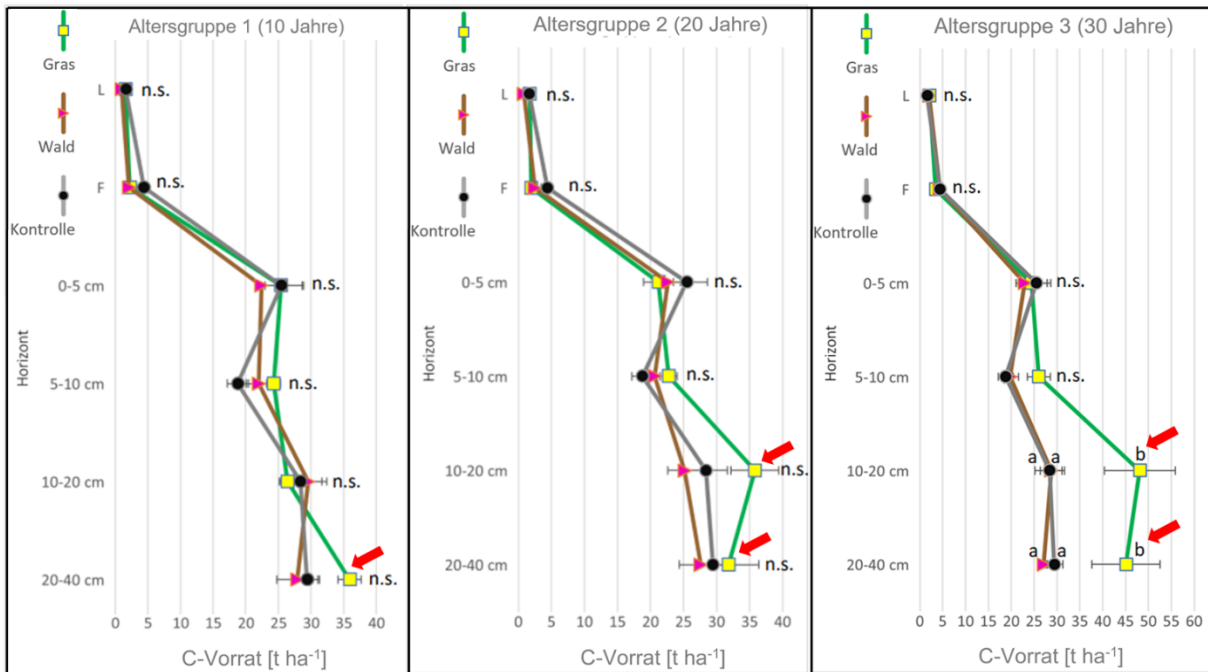 Altersgruppe 1 (10 Jahre)
Gras
Wald
Kontrolle
L
n.s.
F
n.s.
0-5 cm
n.s.
Horizont
5-10 cm
n.s.
10-20 cm
n.s.
20-40 cm
n.s.
0 5 10 15 20 25 30 35 40
C-Vorrat [t ha⁻¹]
Altersgruppe 2 (20 Jahre)
Gras
Wald
Kontrolle
L
n.s.
F
n.s.
0-5 cm
n.s.
Horizont
5-10 cm
n.s.
10-20 cm
n.s.
20-40 cm
n.s.
0 5 10 15 20 25 30 35 40
C-Vorrat [t ha⁻¹]
Altersgruppe 3 (30 Jahre)
Gras
Wald
Kontrolle
L
n.s.
F
n.s.
0-5 cm
n.s.
Horizont
5-10 cm
n.s.
10-20 cm
a a b
20-40 cm
a a b
0 5 10 15 20 25 30 35 40 45 50 55 60
C-Vorrat [t ha⁻¹]